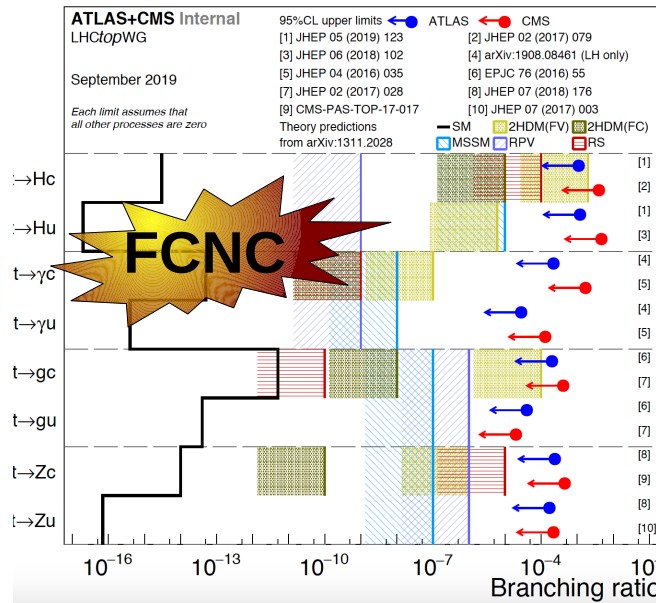 ATLAS+CMS Internal
LHCtopWG
September 2019
Each limit assumes that
all other processes are zero
95%CL upper limits ATLAS CMS
[1] JHEP 05 (2019) 123 [2] JHEP 02 (2017) 079
[3] JHEP 06 (2018) 102 [4] arXiv:1908.08461 (LH only)
[5] JHEP 04 (2016) 035 [6] EPJC 76 (2016) 55
[7] JHEP 02 (2017) 028 [8] JHEP 07 (2018) 176
[9] CMS-PAS-TOP-17-017 [10] JHEP 07 (2017) 003
Theory predictions
from arXiv:1311.2028
SM 2HDM(FV) 2HDM(FC)
MSSM RPV RS
t→Hc [1]
[2]
t→Hu [1]
[3]
FCNC
t→γc [4]
[5]
t→γu [4]
[5]
t→gc [6]
[7]
t→gu [6]
[7]
t→Zc [8]
[9]
t→Zu [8]
[10]
10⁻¹⁶ 10⁻¹³ 10⁻¹⁰ 10⁻⁷ 10⁻⁴
Branching ratio